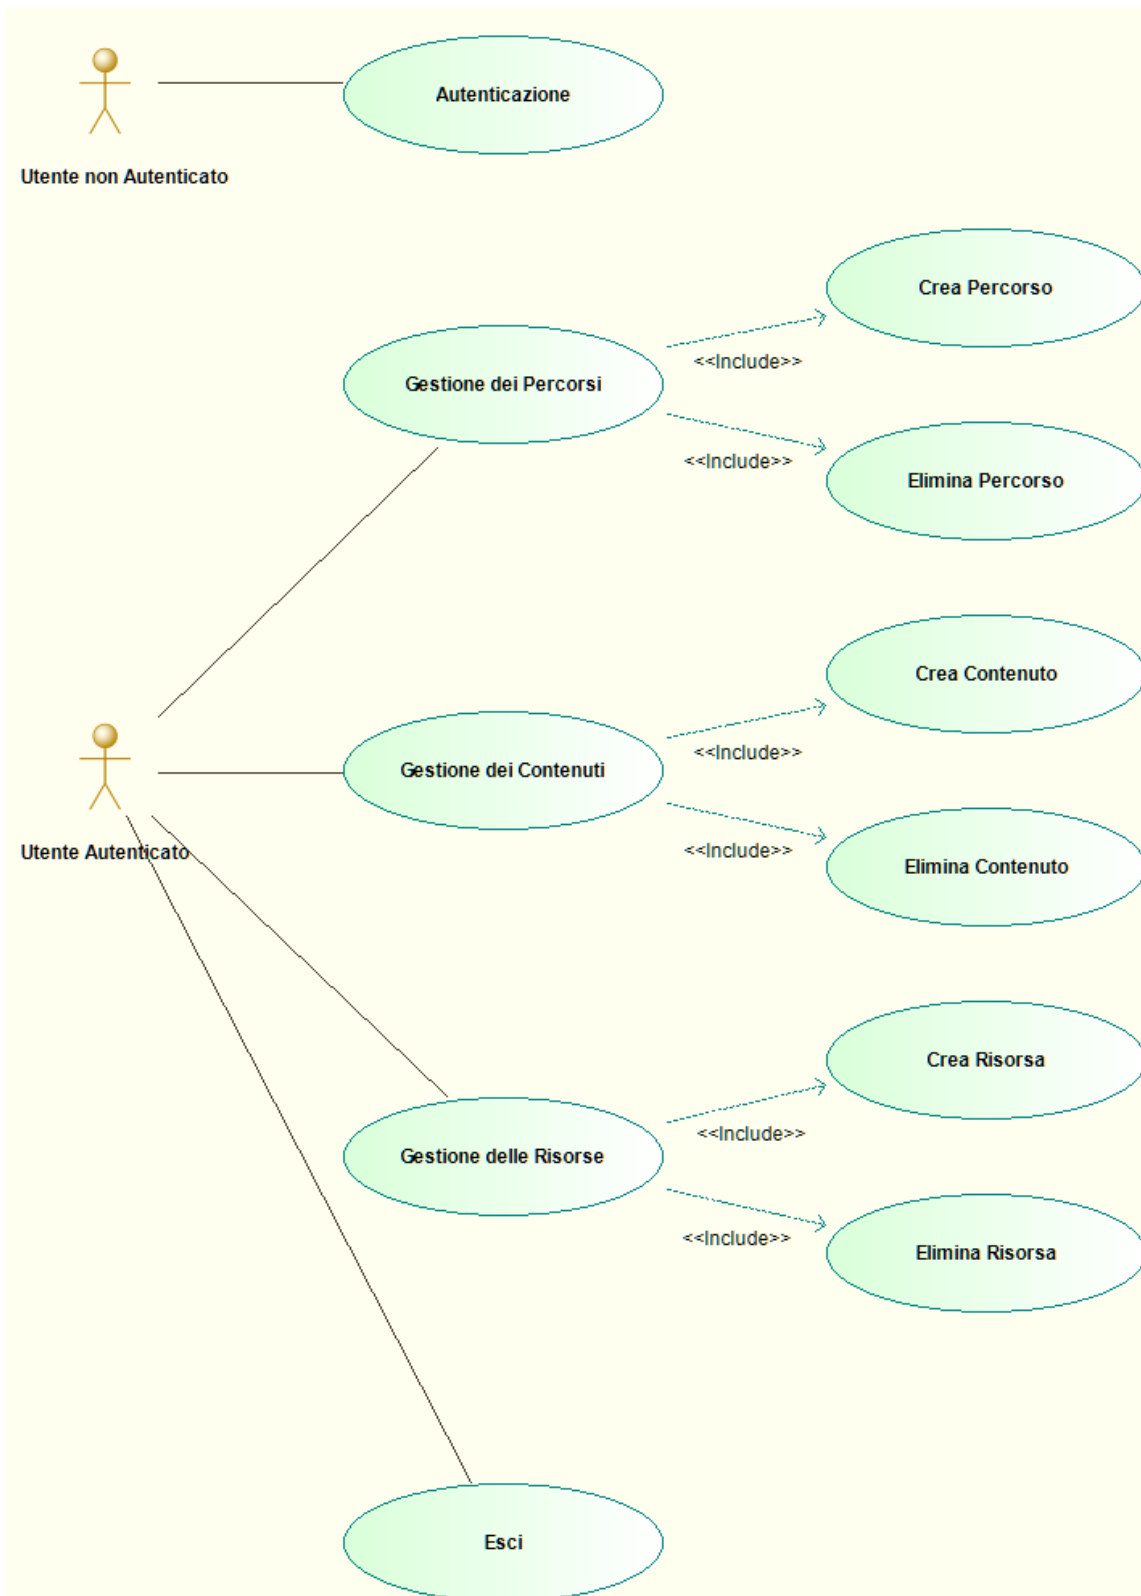 Autenticazione
Utente non Autenticato
Crea Percorso
<<Include>>
Gestione dei Percorsi
<<Include>>
Elimina Percorso
Crea Contenuto
<<Include>>
Gestione dei Contenuti
Utente Autenticato
<<Include>>
Elimina Contenuto
Crea Risorsa
<<Include>>
Gestione delle Risorse
<<Include>>
Elimina Risorsa
Esci